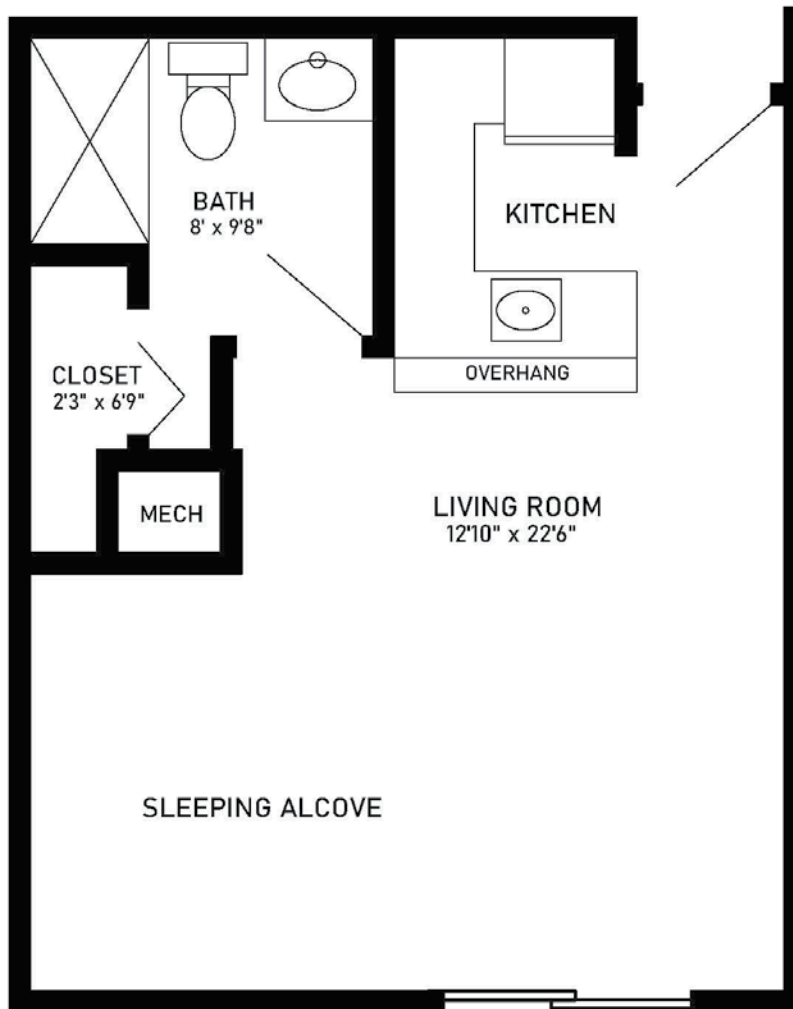 BATH
8' x 9'8"
KITCHEN
OVERHANG
CLOSET
2'3" x 6'9"
MECH
LIVING ROOM
12'10" x 22'6"
SLEEPING ALCOVE